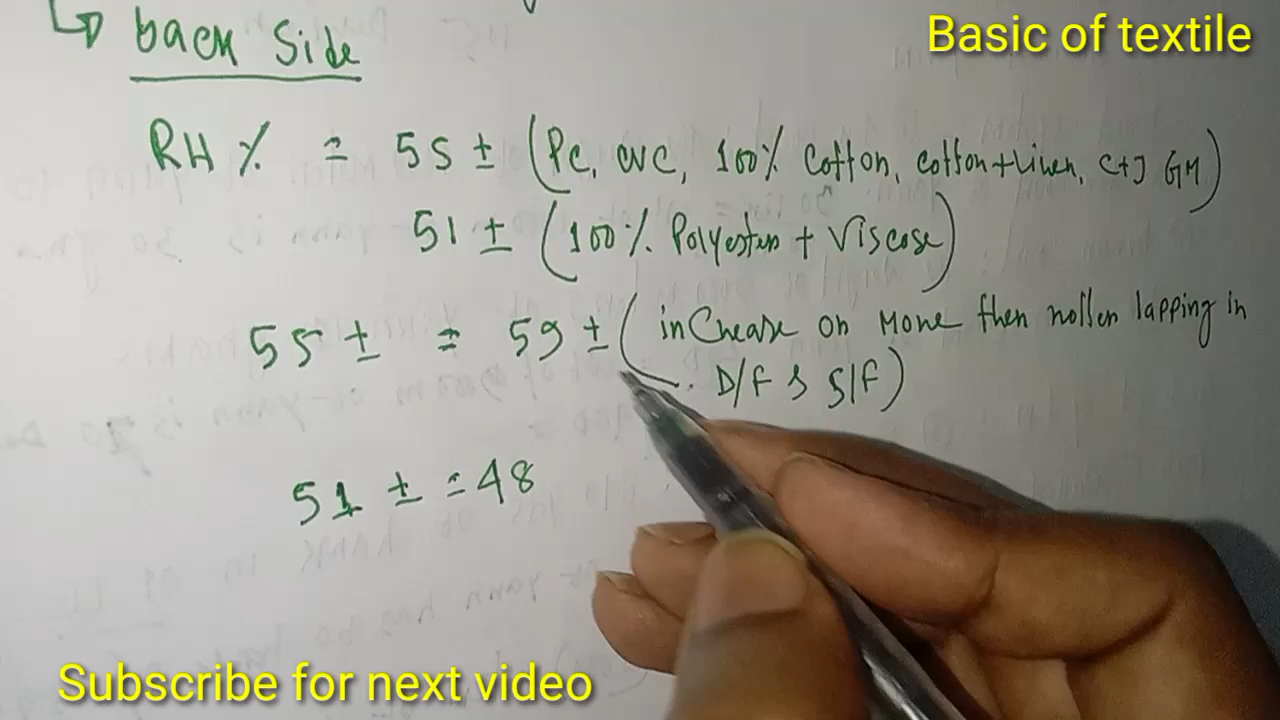 Basic of textile
↳ back Side
RH % = 55 ± (PC, CVC, 100% Cotton, Cotton+Linen, C+J GM)
51 ± (100% Polyester + Viscose)
55 ± = 59 ± (increase on more then roller lapping in
D/F & S/F)
51 ± = 48
Subscribe for next video